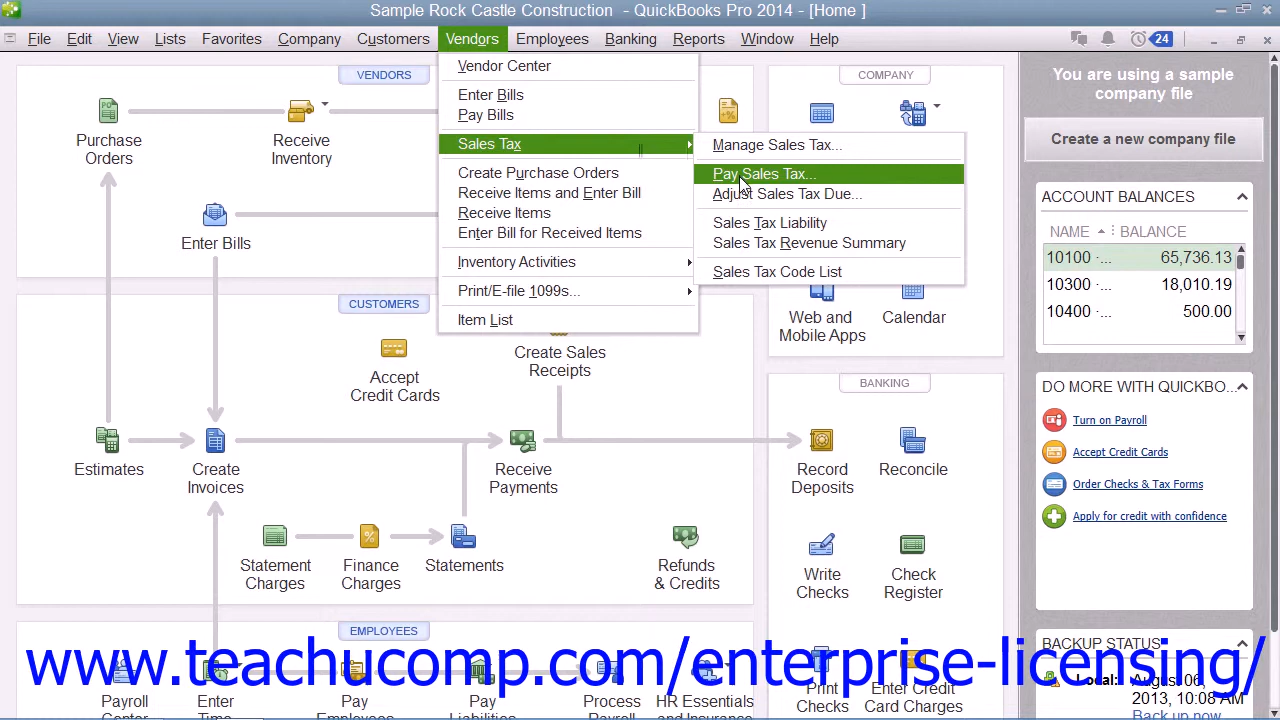 Sample Rock Castle Construction - QuickBooks Pro 2014 - [Home ]
File Edit View Lists Favorites Company Customers Vendors Employees Banking Reports Window Help 24
VENDORS
Purchase
Orders
Receive
Inventory
Enter Bills
Vendor Center
Enter Bills
Pay Bills
Sales Tax
Create Purchase Orders
Receive Items and Enter Bill
Receive Items
Enter Bill for Received Items
Inventory Activities
Print/E-file 1099s...
Item List
Manage Sales Tax...
Pay Sales Tax...
Adjust Sales Tax Due...
Sales Tax Liability
Sales Tax Revenue Summary
Sales Tax Code List
COMPANY
Web and
Mobile Apps
Calendar
CUSTOMERS
Accept
Credit Cards
Create Sales
Receipts
Estimates
Create
Invoices
Receive
Payments
Statement
Charges
Finance
Charges
Statements
Refunds
& Credits
BANKING
Record
Deposits
Reconcile
Write
Checks
Check
Register
Print
Checks
Enter Credit
Card Charges
EMPLOYEES
Payroll
Center
Enter
Time
Pay
Employees
Pay
Liabilities
Process
Payroll
HR Essentials
and Insurance
You are using a sample
company file
Create a new company file
ACCOUNT BALANCES
NAME BALANCE
10100 ·... 65,736.13
10300 ·... 18,010.19
10400 ·... 500.00
DO MORE WITH QUICKBO...
Turn on Payroll
Accept Credit Cards
Order Checks & Tax Forms
Apply for credit with confidence
BACKUP STATUS
Local: August 06,
2013, 10:08 AM
Back up now
www.teachucomp.com/enterprise-licensing/